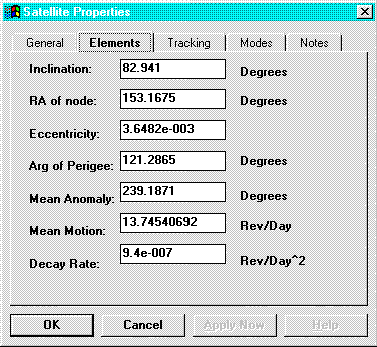 Satellite Properties
General Elements Tracking Modes Notes
Inclination: 82.941 Degrees
RA of node: 153.1675 Degrees
Eccentricity: 3.6482e-003
Arg of Perigee: 121.2865 Degrees
Mean Anomaly: 239.1871 Degrees
Mean Motion: 13.74540692 Rev/Day
Decay Rate: 9.4e-007 Rev/Day^2
OK Cancel Apply Now Help